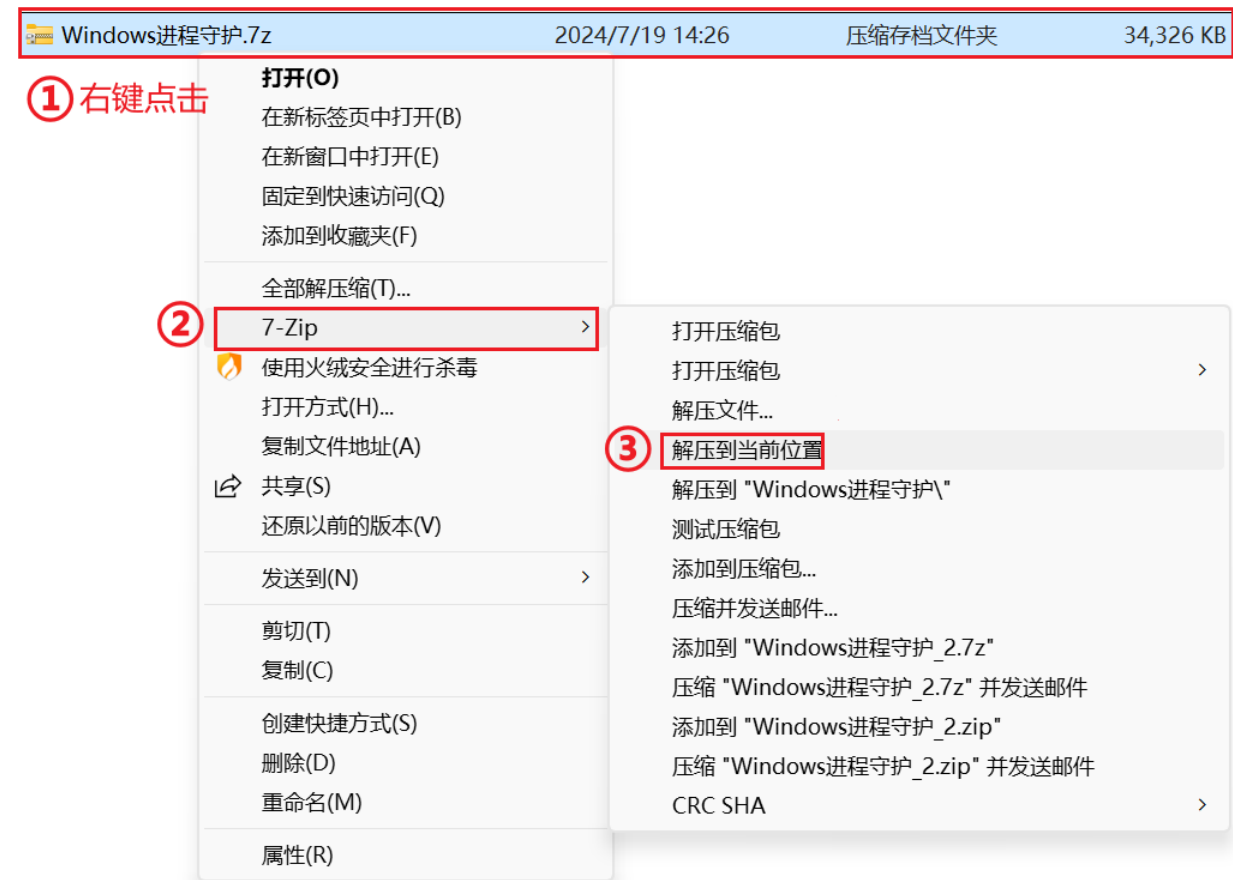 Windows进程守护.7z 2024/7/19 14:26 压缩存档文件夹 34,326 KB
① 右键点击
打开(O)
在新标签页中打开(B)
在新窗口中打开(E)
固定到快速访问(Q)
添加到收藏夹(F)
全部解压缩(T)...
② 7-Zip
使用火绒安全进行杀毒
打开方式(H)...
复制文件地址(A)
共享(S)
还原以前的版本(V)
发送到(N)
剪切(T)
复制(C)
创建快捷方式(S)
删除(D)
重命名(M)
属性(R)
打开压缩包
打开压缩包
解压文件...
③ 解压到当前位置
解压到 "Windows进程守护\"
测试压缩包
添加到压缩包...
压缩并发送邮件...
添加到 "Windows进程守护_2.7z"
压缩 "Windows进程守护_2.7z" 并发送邮件
添加到 "Windows进程守护_2.zip"
压缩 "Windows进程守护_2.zip" 并发送邮件
CRC SHA